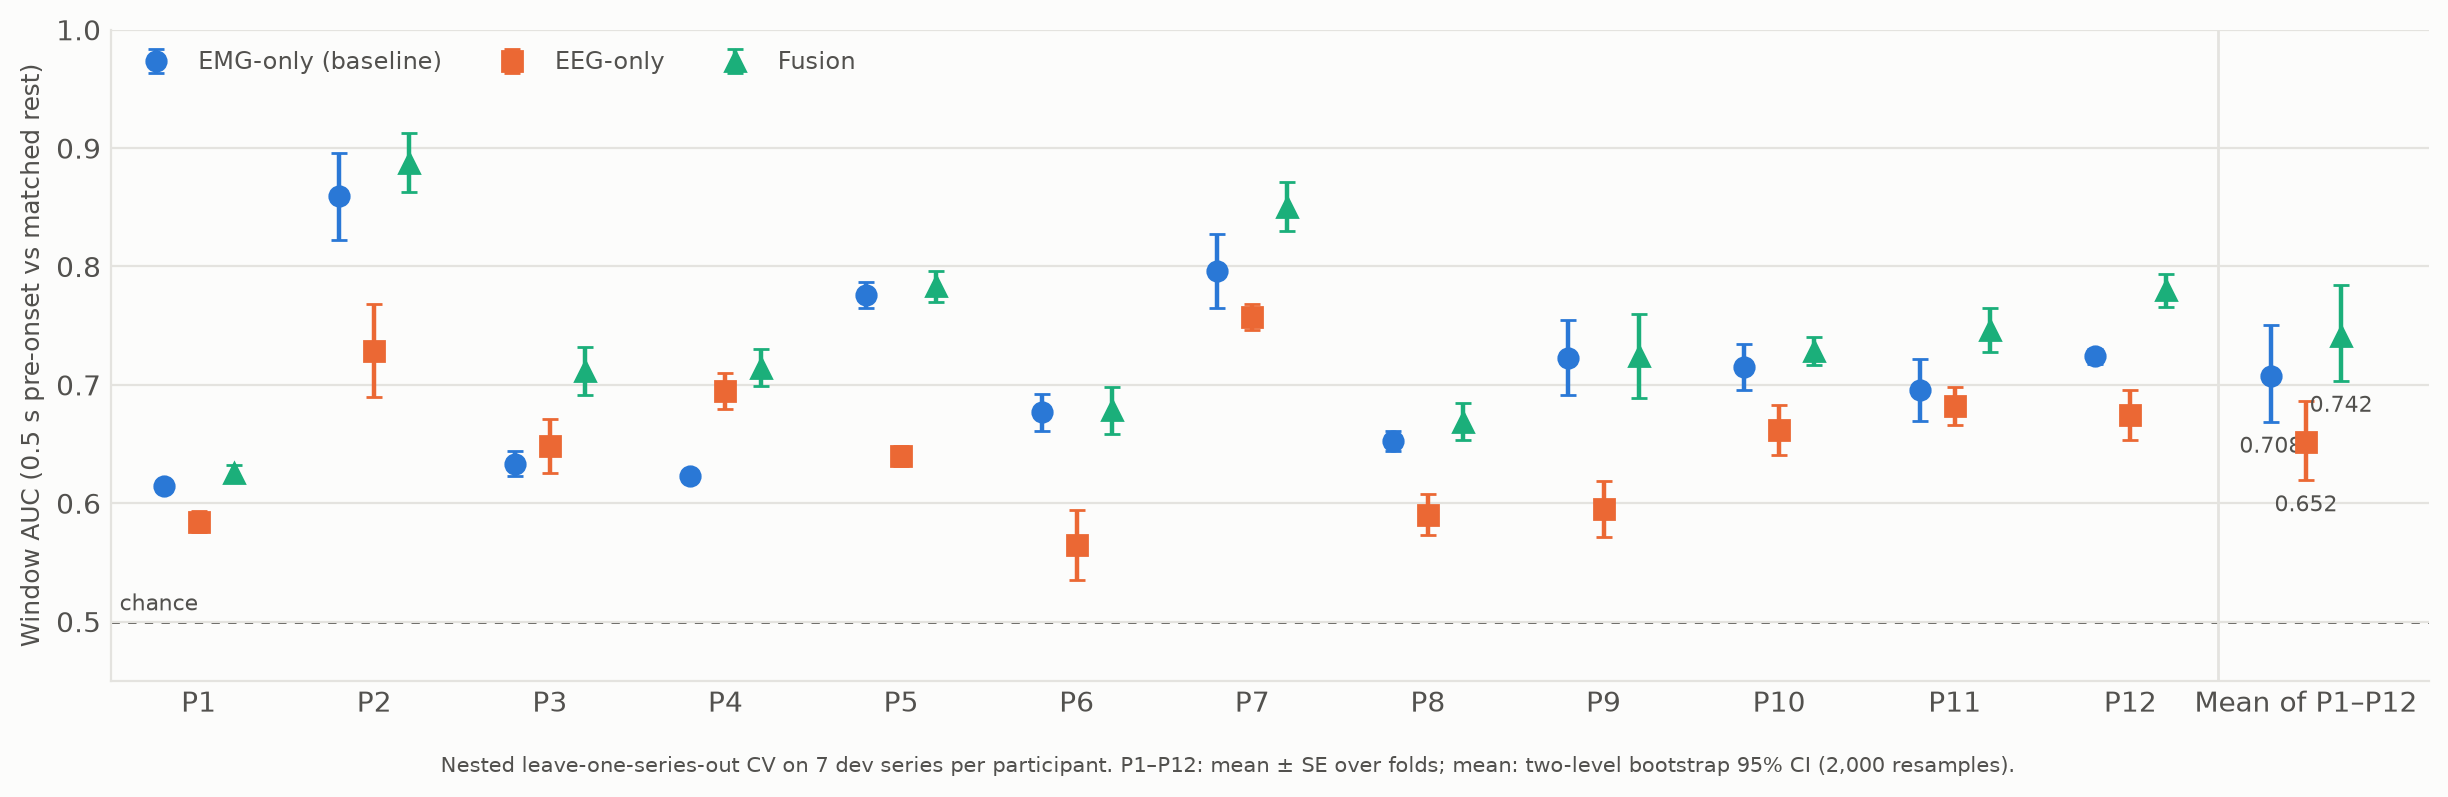 Window AUC (0.5 s pre-onset vs matched rest)
1.0
0.9
0.8
0.7
0.6
0.5
EMG-only (baseline)
EEG-only
Fusion
chance
0.742
0.708
0.652
P1
P2
P3
P4
P5
P6
P7
P8
P9
P10
P11
P12
Mean of P1–P12
Nested leave-one-series-out CV on 7 dev series per participant. P1–P12: mean ± SE over folds; mean: two-level bootstrap 95% CI (2,000 resamples).